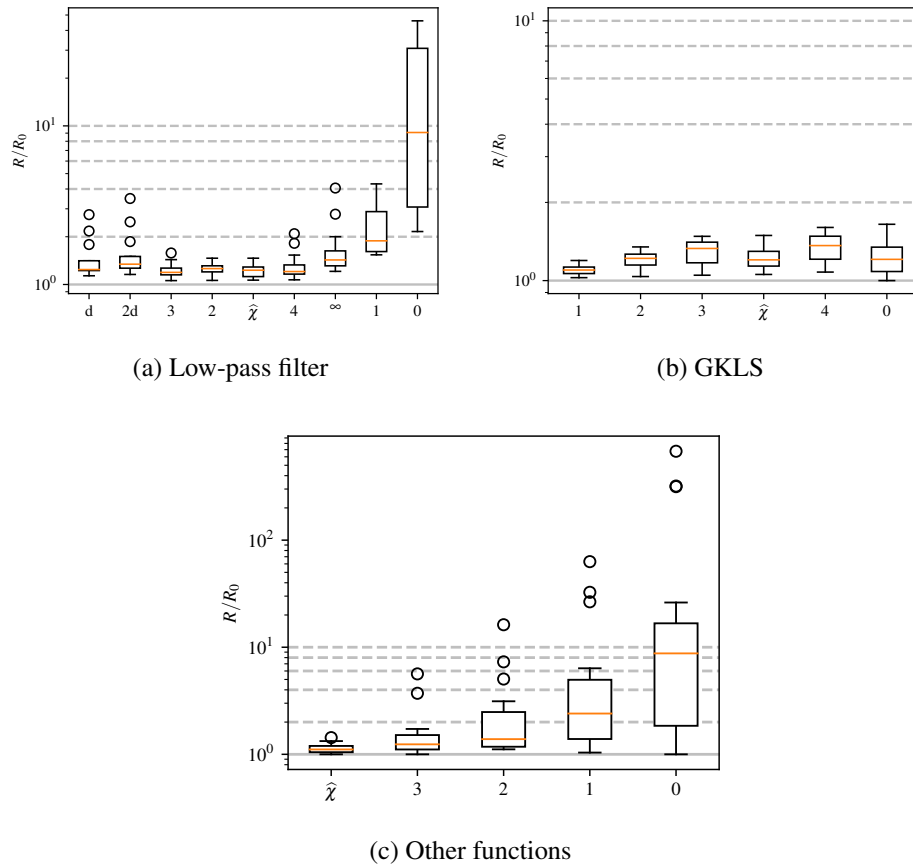 R/R₀
10¹
10⁰
d 2d 3 2 χ̂ 4 ∞ 1 0
(a) Low-pass filter
R/R₀
10¹
10⁰
1 2 3 χ̂ 4 0
(b) GKLS
R/R₀
10²
10¹
10⁰
χ̂ 3 2 1 0
(c) Other functions